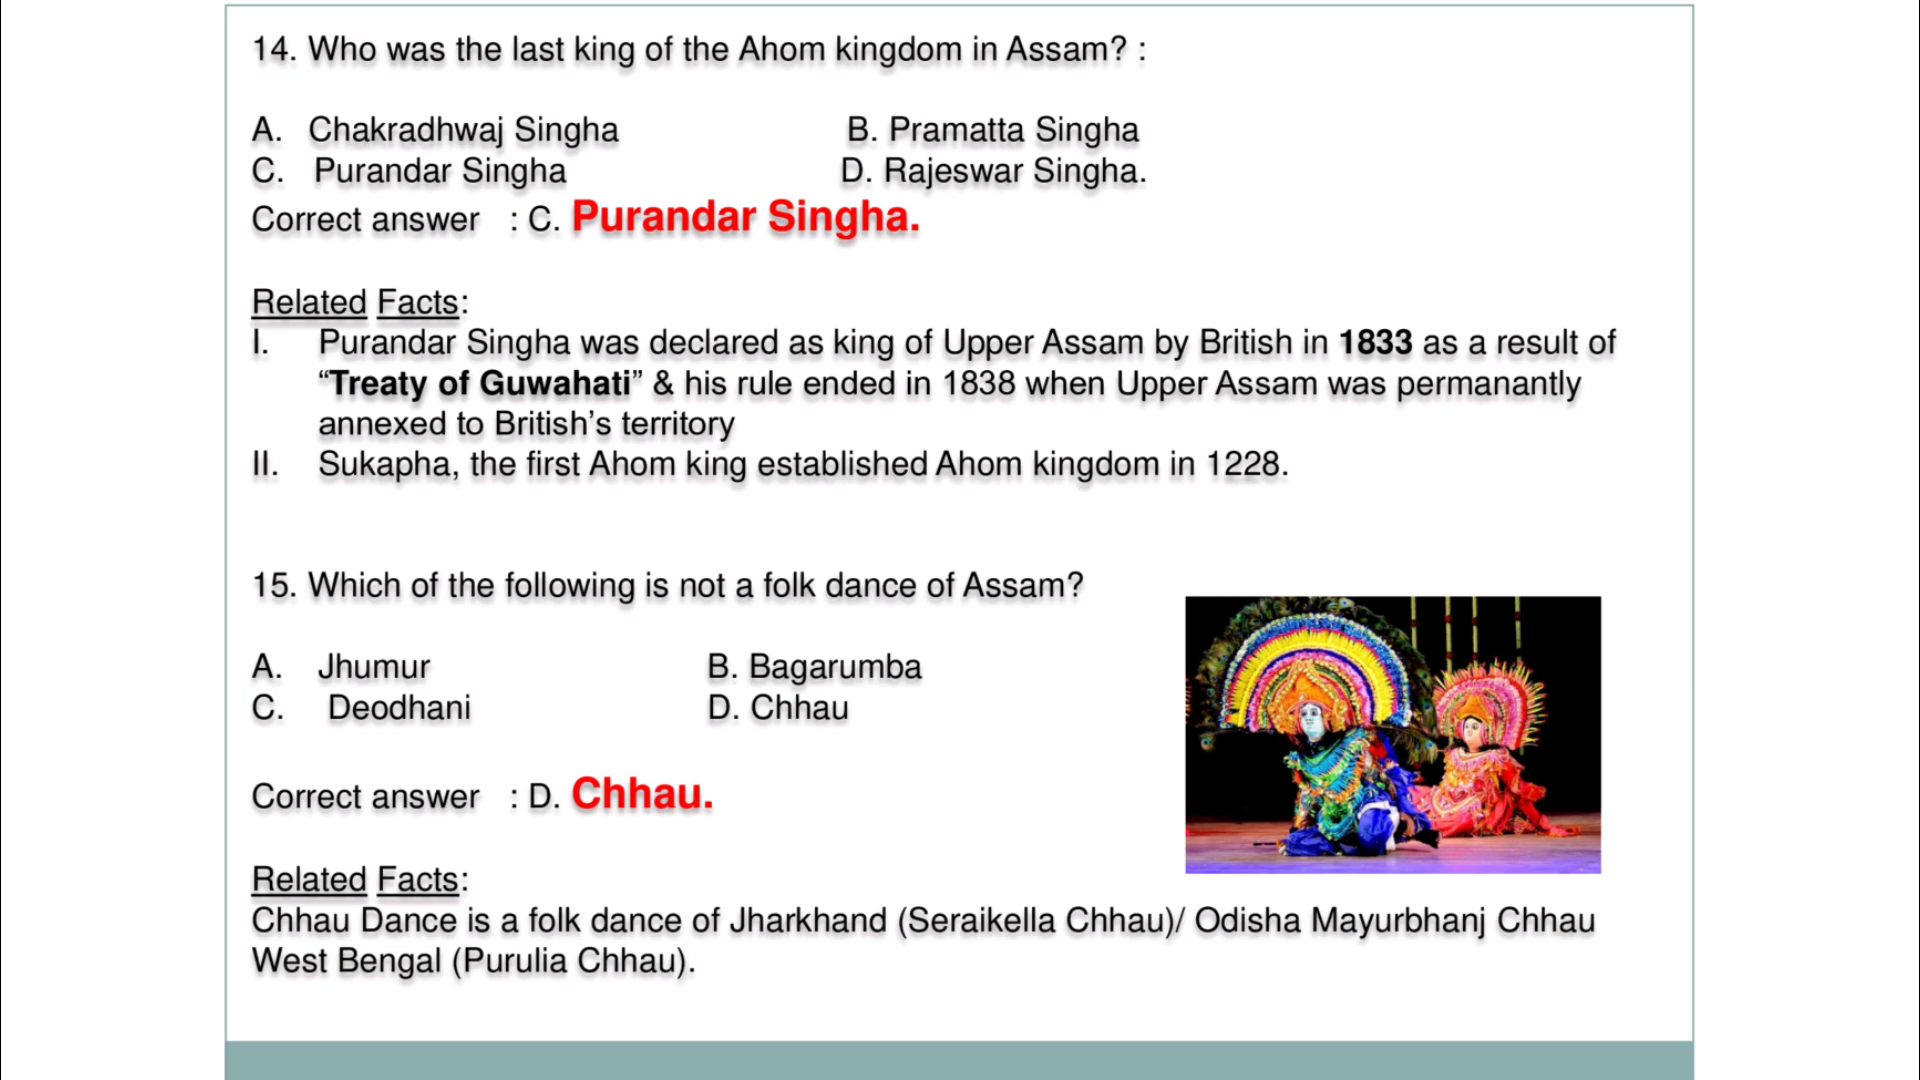 14. Who was the last king of the Ahom kingdom in Assam? :
A. Chakradhwaj Singha B. Pramatta Singha
C. Purandar Singha D. Rajeswar Singha.
Correct answer : C. Purandar Singha.
Related Facts:
I. Purandar Singha was declared as king of Upper Assam by British in 1833 as a result of
“Treaty of Guwahati” & his rule ended in 1838 when Upper Assam was permanantly
annexed to British’s territory
II. Sukapha, the first Ahom king established Ahom kingdom in 1228.
15. Which of the following is not a folk dance of Assam?
A. Jhumur B. Bagarumba
C. Deodhani D. Chhau
Correct answer : D. Chhau.
Related Facts:
Chhau Dance is a folk dance of Jharkhand (Seraikella Chhau)/ Odisha Mayurbhanj Chhau
West Bengal (Purulia Chhau).